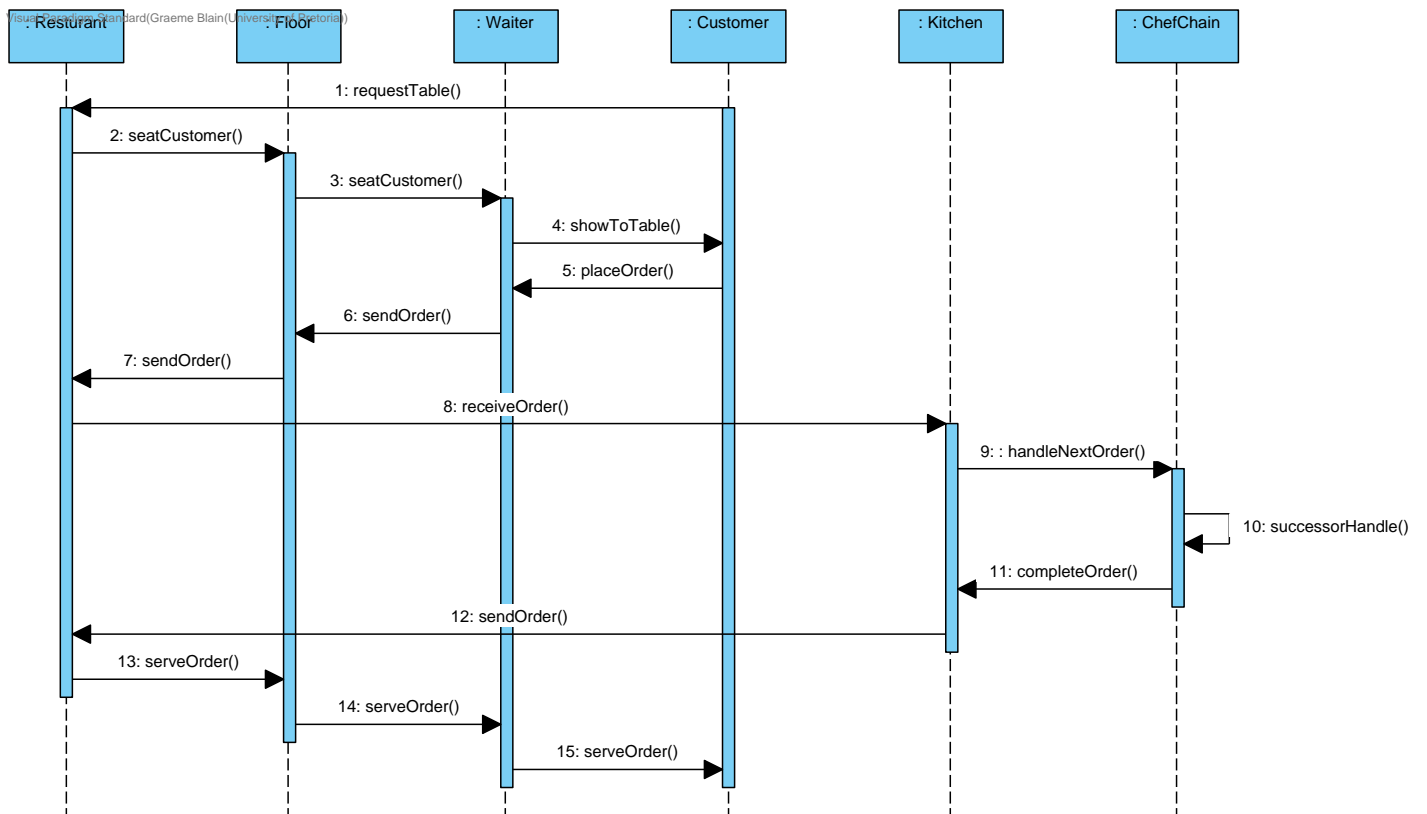 Visual Paradigm Standard(Graeme Blain(University of Pretoria))
: Resturant
: Floor
: Waiter
: Customer
: Kitchen
: ChefChain
1: requestTable()
2: seatCustomer()
3: seatCustomer()
4: showToTable()
5: placeOrder()
6: sendOrder()
7: sendOrder()
8: receiveOrder()
9: : handleNextOrder()
10: successorHandle()
11: completeOrder()
12: sendOrder()
13: serveOrder()
14: serveOrder()
15: serveOrder()